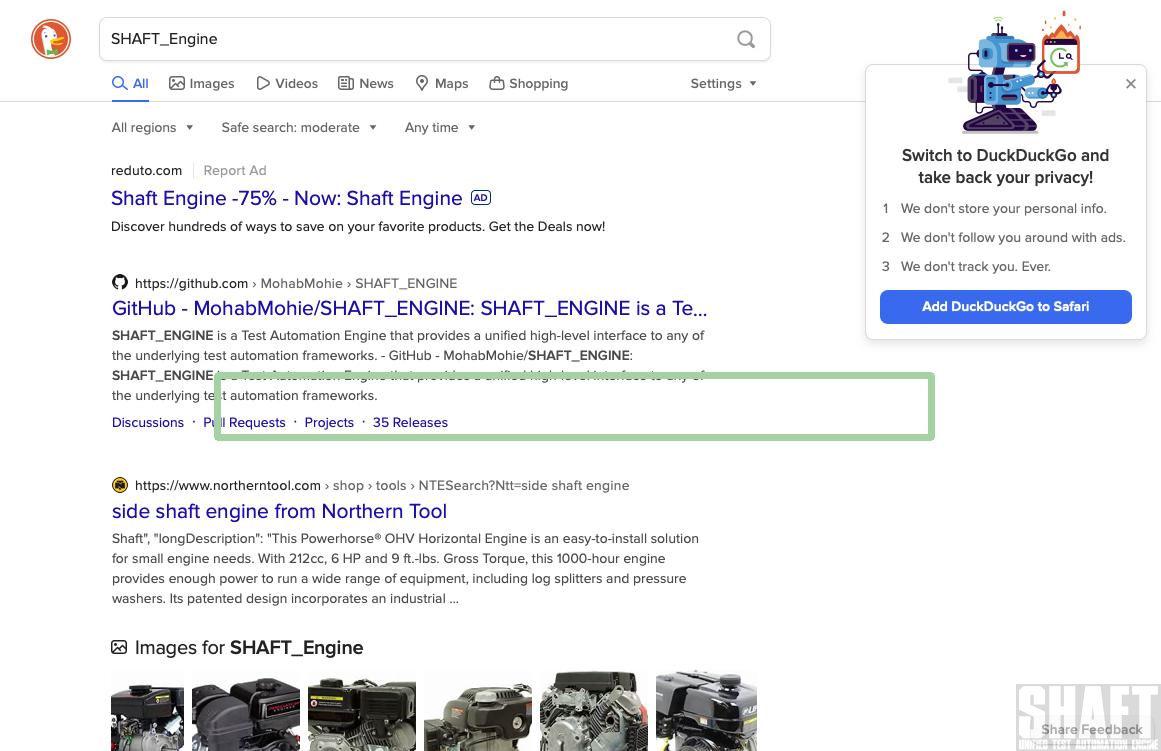 SHAFT_Engine
All
Images
Videos
News
Maps
Shopping
Settings
All regions
Safe search: moderate
Any time
reduto.com
Report Ad
Shaft Engine -75% - Now: Shaft Engine AD
Discover hundreds of ways to save on your favorite products. Get the Deals now!
https://github.com › MohabMohie › SHAFT_ENGINE
GitHub - MohabMohie/SHAFT_ENGINE: SHAFT_ENGINE is a Te...
SHAFT_ENGINE is a Test Automation Engine that provides a unified high-level interface to any of
the underlying test automation frameworks. - GitHub - MohabMohie/SHAFT_ENGINE:
SHAFT_ENGINE is a Test Automation Engine that provides a unified high-level interface to any of
the underlying test automation frameworks.
Discussions · Pull Requests · Projects · 35 Releases
https://www.northerntool.com › shop › tools › NTESearch?Ntt=side shaft engine
side shaft engine from Northern Tool
Shaft", "longDescription": "This Powerhorse® OHV Horizontal Engine is an easy-to-install solution
for small engine needs. With 212cc, 6 HP and 9 ft.-lbs. Gross Torque, this 1000-hour engine
provides enough power to run a wide range of equipment, including log splitters and pressure
washers. Its patented design incorporates an industrial ...
Images for SHAFT_Engine
Switch to DuckDuckGo and
take back your privacy!
1 We don't store your personal info.
2 We don't follow you around with ads.
3 We don't track you. Ever.
Add DuckDuckGo to Safari
SHAFT
Share Feedback